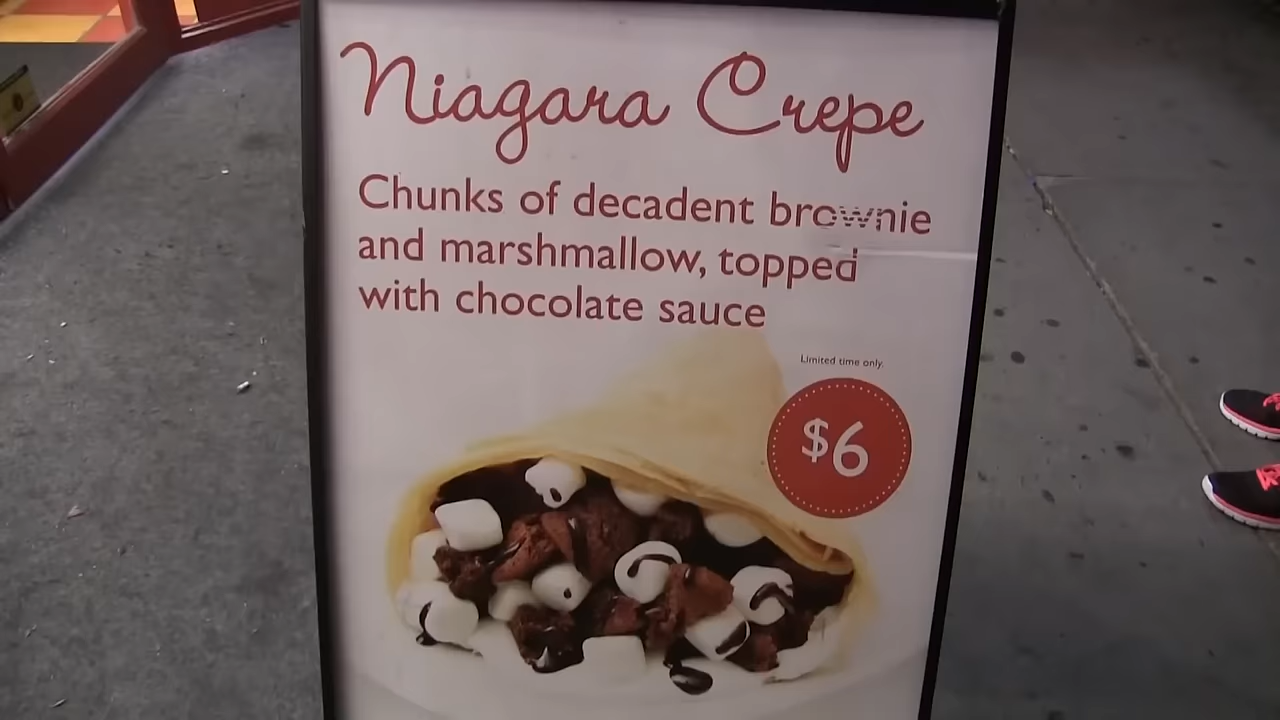 Niagara Crepe
Chunks of decadent brownie
and marshmallow, topped
with chocolate sauce
Limited time only.
$6